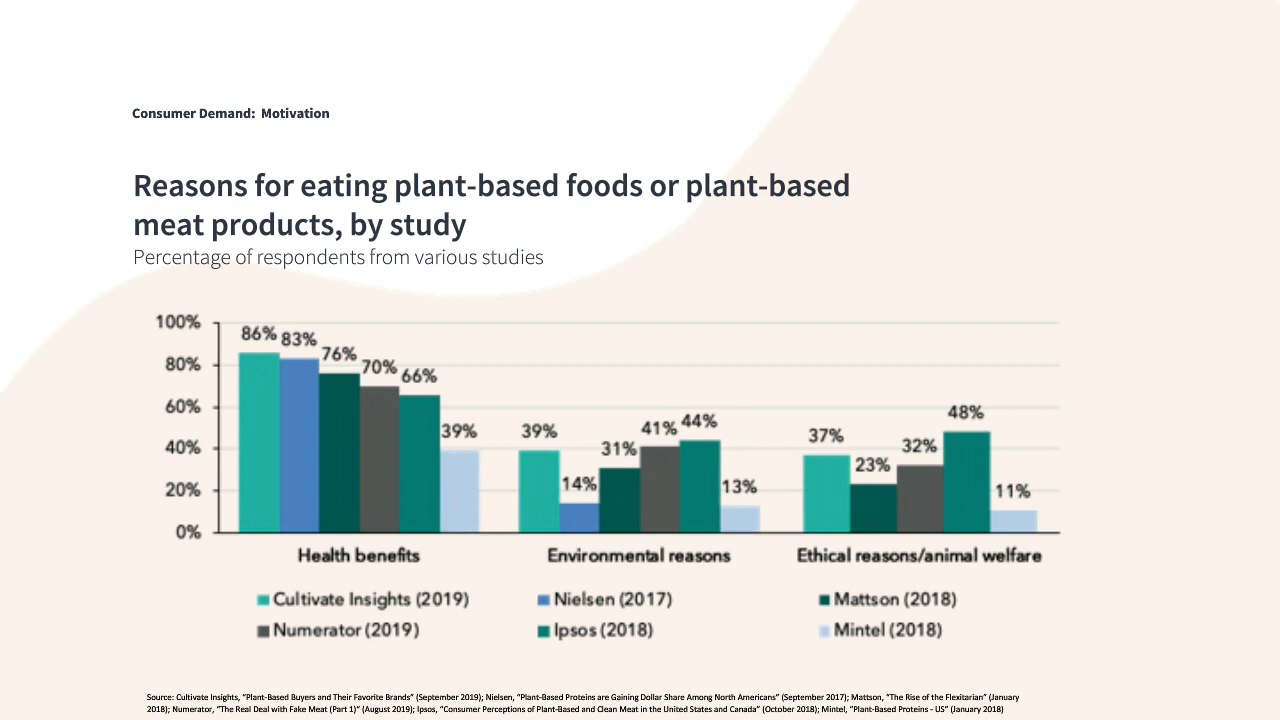 Consumer Demand:  Motivation
Reasons for eating plant-based foods or plant-based
meat products, by study
Percentage of respondents from various studies
100%
80%
60%
40%
20%
0%
86% 83% 76% 70% 66% 39%
39% 14% 31% 41% 44% 13%
37% 23% 32% 48% 11%
Health benefits Environmental reasons Ethical reasons/animal welfare
Cultivate Insights (2019) Nielsen (2017) Mattson (2018)
Numerator (2019) Ipsos (2018) Mintel (2018)
Source: Cultivate Insights, “Plant-Based Buyers and Their Favorite Brands” (September 2019); Nielsen, “Plant-Based Proteins are Gaining Dollar Share Among North Americans” (September 2017); Mattson, “The Rise of the Flexitarian” (January
2018); Numerator, “The Real Deal with Fake Meat (Part 1)” (August 2019); Ipsos, “Consumer Perceptions of Plant-Based and Clean Meat in the United States and Canada” (October 2018); Mintel, “Plant-Based Proteins - US” (January 2018)